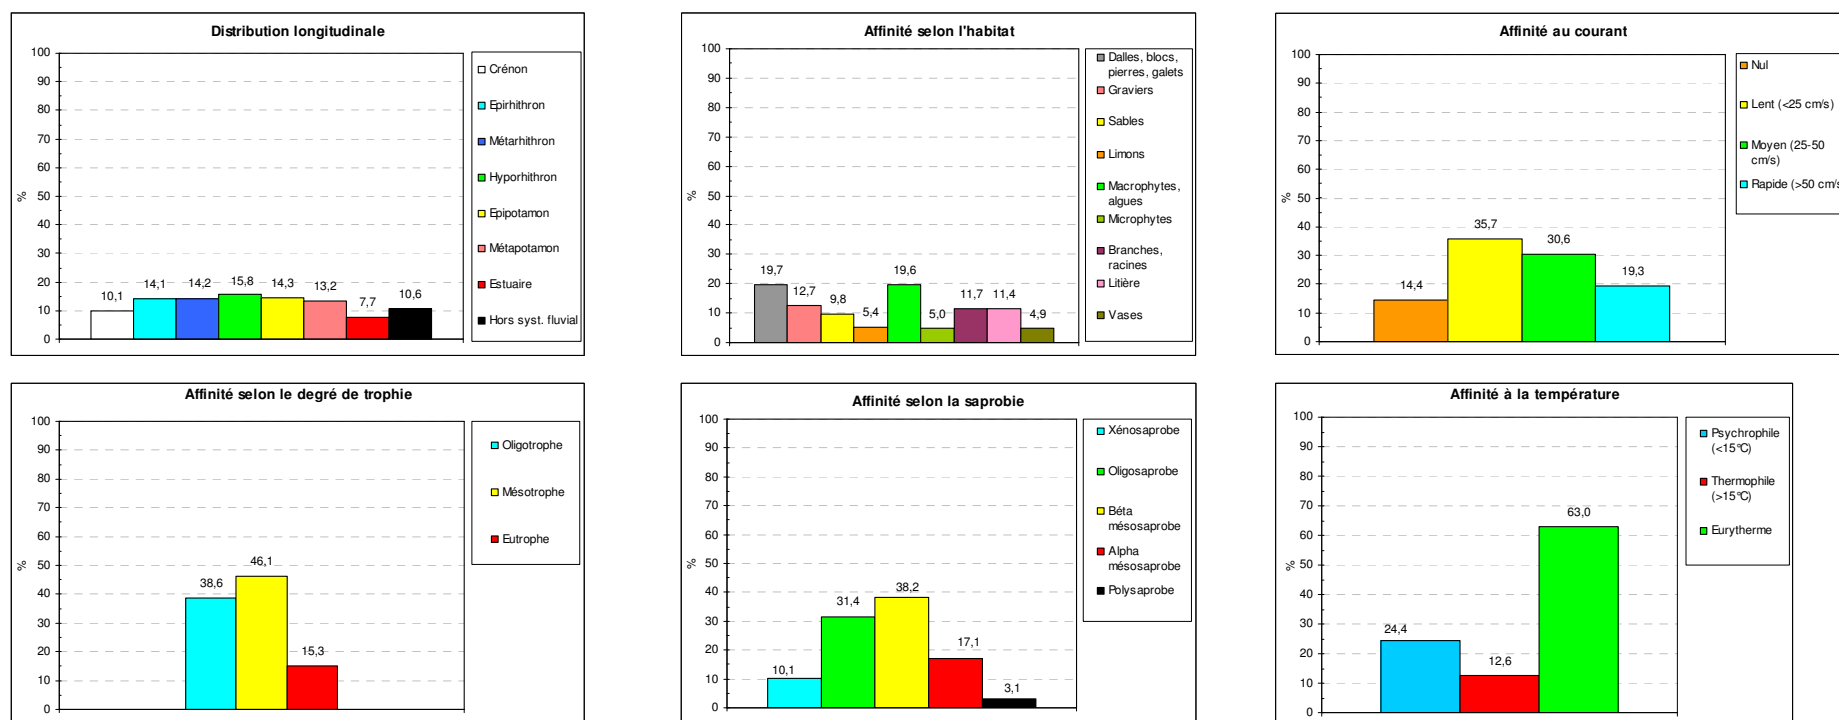 Distribution longitudinale
100
90
80
70
60
50
40
30
20
10
0
%
10,1
14,1
14,2
15,8
14,3
13,2
7,7
10,6
Crénon
Epirhithron
Métarhithron
Hyporhithron
Epipotamon
Métapotamon
Estuaire
Hors syst. fluvial
Affinité selon l'habitat
100
90
80
70
60
50
40
30
20
10
0
%
19,7
12,7
9,8
5,4
19,6
5,0
11,7
11,4
4,9
Dalles, blocs,
pierres, galets
Graviers
Sables
Limons
Macrophytes,
algues
Microphytes
Branches,
racines
Litière
Vases
Affinité au courant
100
90
80
70
60
50
40
30
20
10
0
%
14,4
35,7
30,6
19,3
Nul
Lent (<25 cm/s)
Moyen (25-50
cm/s)
Rapide (>50 cm/s
Affinité selon le degré de trophie
100
90
80
70
60
50
40
30
20
10
0
%
38,6
46,1
15,3
Oligotrophe
Mésotrophe
Eutrophe
Affinité selon la saprobie
100
90
80
70
60
50
40
30
20
10
0
%
10,1
31,4
38,2
17,1
3,1
Xénosaprobe
Oligosaprobe
Béta
mésosaprobe
Alpha
mésosaprobe
Polysaprobe
Affinité à la température
100
90
80
70
60
50
40
30
20
10
0
%
24,4
12,6
63,0
Psychrophile
(<15°C)
Thermophile
(>15°C)
Eurytherme